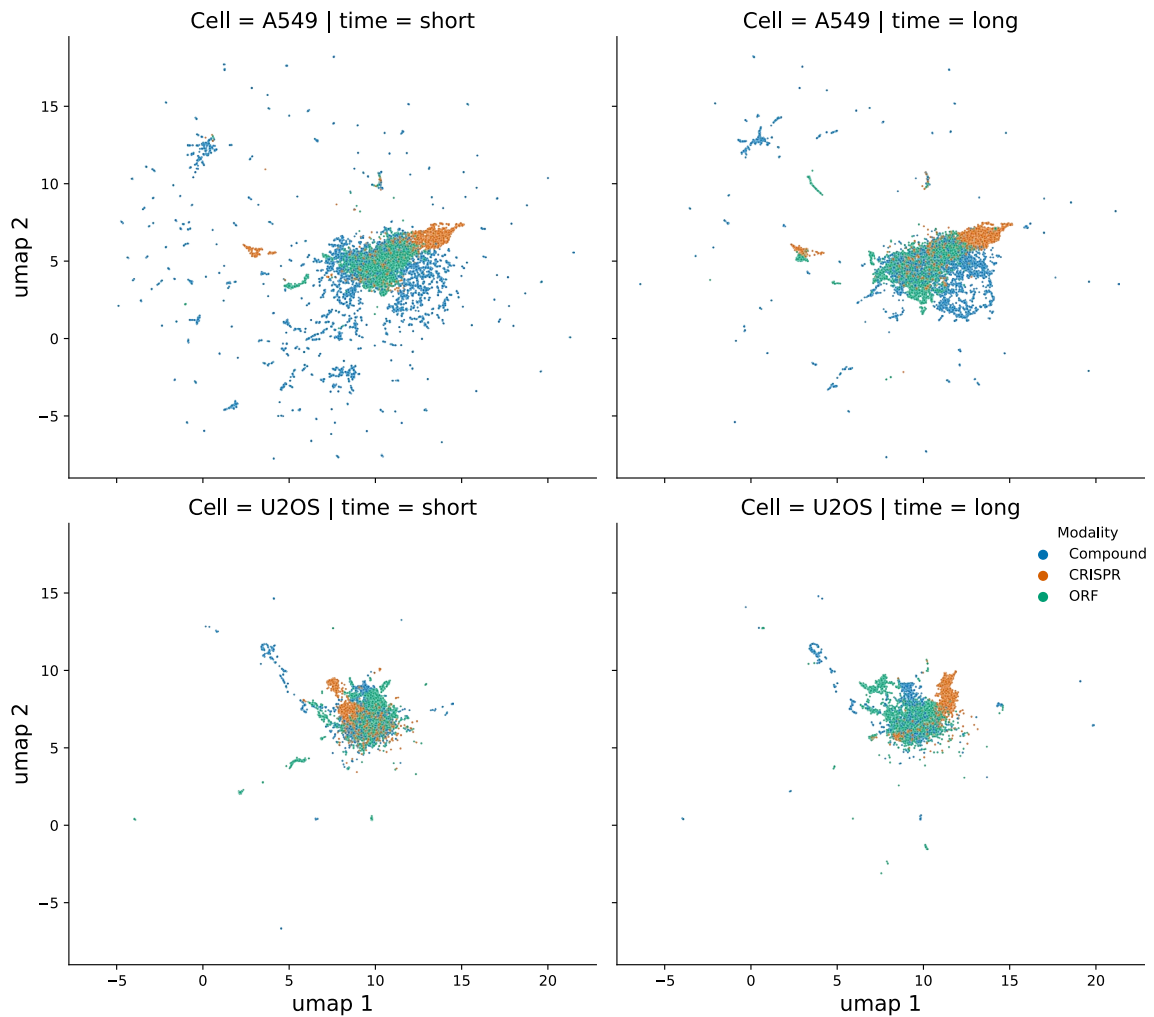 Cell = A549 | time = short
Cell = A549 | time = long
umap 2
15
10
5
0
−5
Cell = U2OS | time = short
Cell = U2OS | time = long
Modality
Compound
CRISPR
ORF
umap 2
15
10
5
0
−5
−5 0 5 10 15 20
−5 0 5 10 15 20
umap 1
umap 1